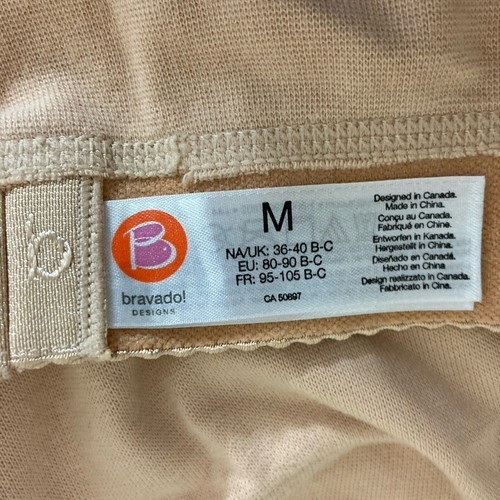 B
bravado!
DESIGNS
M
NA/UK: 36-40 B-C
EU: 80-90 B-C
FR: 95-105 B-C
CA 50897
Designed in Canada.
Made in China.
Conçu au Canada.
Fabriqué en Chine.
Entworfen in Kanada.
Hergestellt in China.
Diseñado en Canadá.
Hecho en China
Design realizzato in Canada.
Fabbricato in Cina.